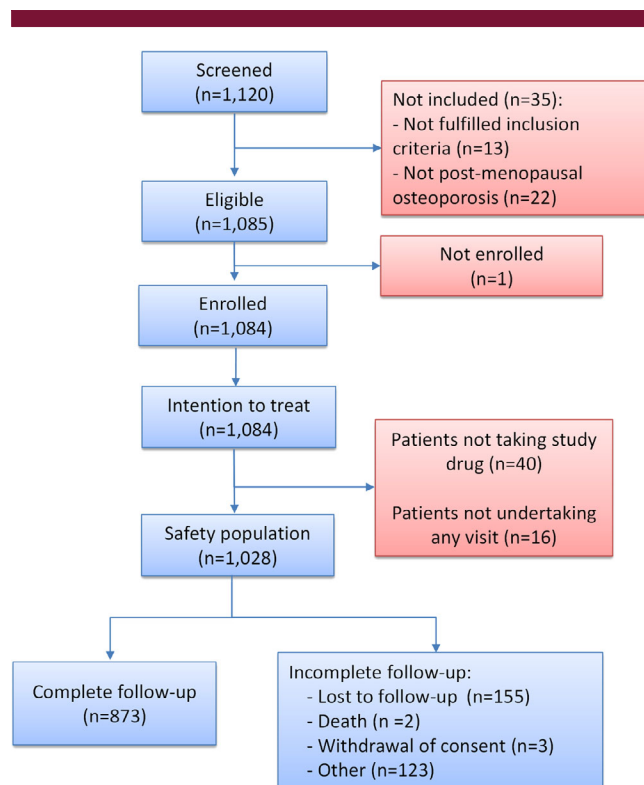 Screened
(n=1,120)
Not included (n=35):
- Not fulfilled inclusion
criteria (n=13)
- Not post-menopausal
osteoporosis (n=22)
Eligible
(n=1,085)
Not enrolled
(n=1)
Enrolled
(n=1,084)
Intention to treat
(n=1,084)
Patients not taking study
drug (n=40)
Patients not undertaking
any visit (n=16)
Safety population
(n=1,028)
Complete follow-up
(n=873)
Incomplete follow-up:
- Lost to follow-up (n=155)
- Death (n =2)
- Withdrawal of consent (n=3)
- Other (n=123)